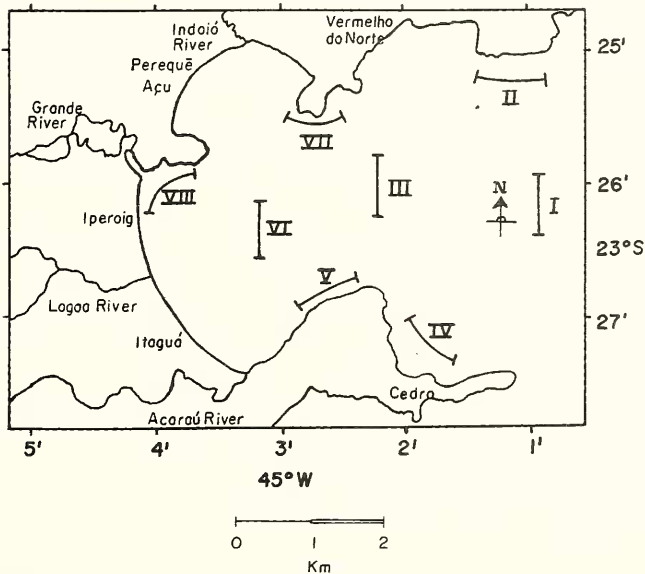 Indaiá
River
Vermelho
do Norte
25'
Perequê
Açu
II
Grande
River
VII
III
26'
N
I
VIII
Iperoig
VI
23°S
V
Lagoa River
27'
IV
Itaguá
Cedro
Acaraú River
5'
4'
3'
2'
1'
45°W
0
1
2
Km